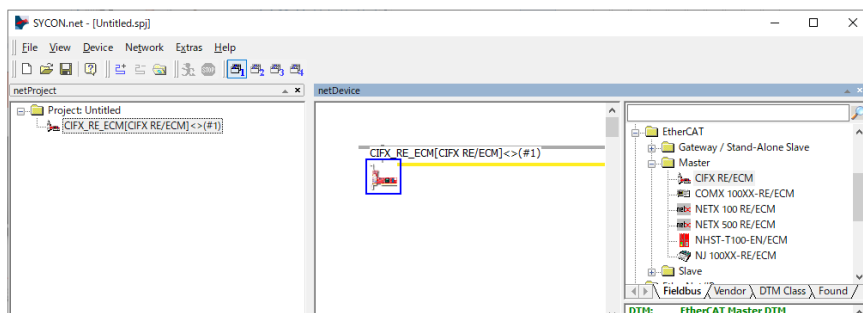 SYCON.net - [Untitled.spj]
File View Device Network Extras Help
netProject
netDevice
Project: Untitled
CIFX_RE_ECM[CIFX RE/ECM]<>(#1)
CIFX_RE_ECM[CIFX RE/ECM]<>(#1)
EtherCAT
Gateway / Stand-Alone Slave
Master
CIFX RE/ECM
COMX 100XX-RE/ECM
NETX 100 RE/ECM
NETX 500 RE/ECM
NHST-T100-EN/ECM
NJ 100XX-RE/ECM
Slave
Fieldbus Vendor DTM Class Found
DTM: EtherCAT Master DTM